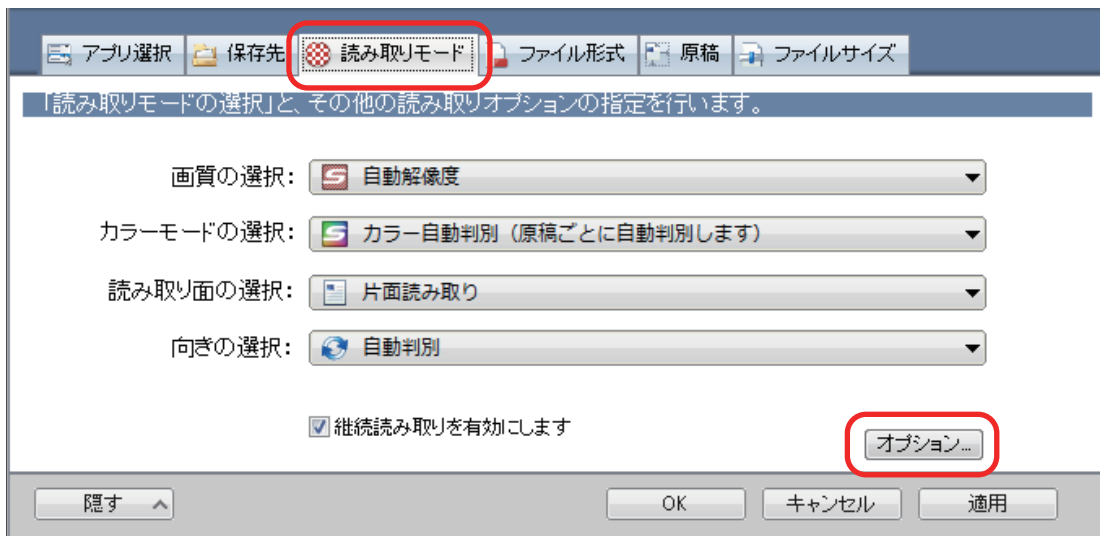 アプリ選択 保存先 読み取りモード ファイル形式 原稿 ファイルサイズ
「読み取りモードの選択」と、その他の読み取りオプションの指定を行います。
画質の選択: 自動解像度
カラーモードの選択: カラー自動判別（原稿ごとに自動判別します）
読み取り面の選択: 片面読み取り
向きの選択: 自動判別
継続読み取りを有効にします
オプション...
隠す OK キャンセル 適用